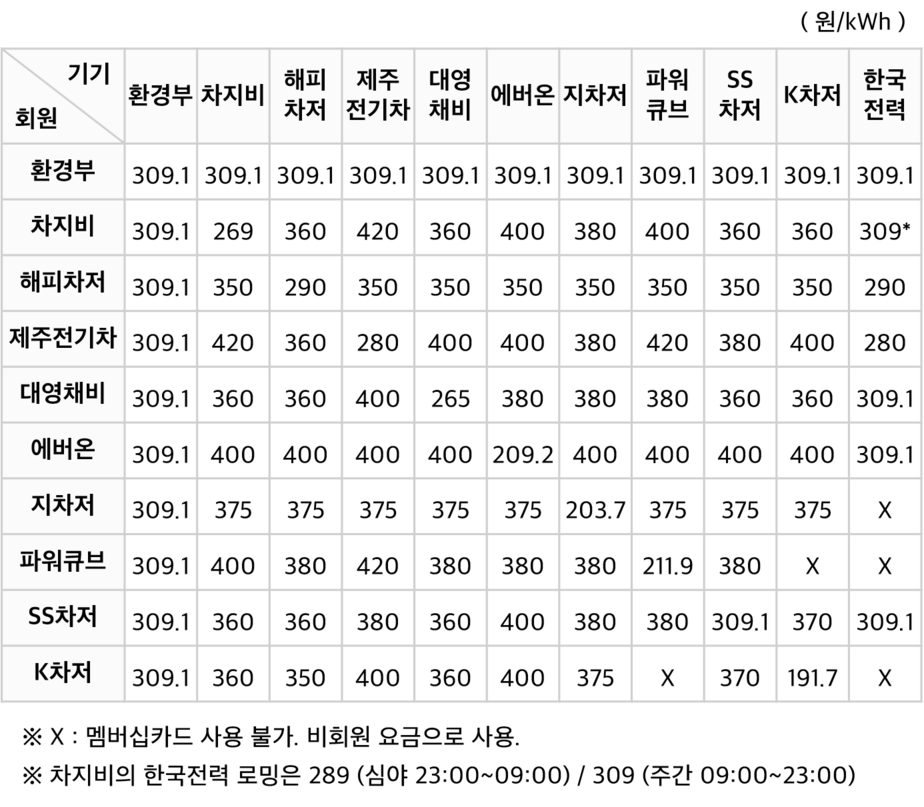 ( 원/kWh )
기기 회원 환경부 차지비 해피차저 제주전기차 대영채비 에버온 지차저 파워큐브 SS차저 K차저 한국전력
환경부 309.1 309.1 309.1 309.1 309.1 309.1 309.1 309.1 309.1 309.1 309.1
차지비 309.1 269 360 420 360 400 380 400 360 360 309*
해피차저 309.1 350 290 350 350 350 350 350 350 350 290
제주전기차 309.1 420 360 280 400 400 380 420 380 400 280
대영채비 309.1 360 360 400 265 380 380 380 360 360 309.1
에버온 309.1 400 400 400 400 209.2 400 400 400 400 309.1
지차저 309.1 375 375 375 375 375 203.7 375 375 375 X
파워큐브 309.1 400 380 420 380 380 380 211.9 380 X X
SS차저 309.1 360 360 380 360 400 380 380 309.1 370 309.1
K차저 309.1 360 350 400 360 400 375 X 370 191.7 X
※ X : 멤버십카드 사용 불가. 비회원 요금으로 사용.
※ 차지비의 한국전력 로밍은 289 (심야 23:00~09:00) / 309 (주간 09:00~23:00)